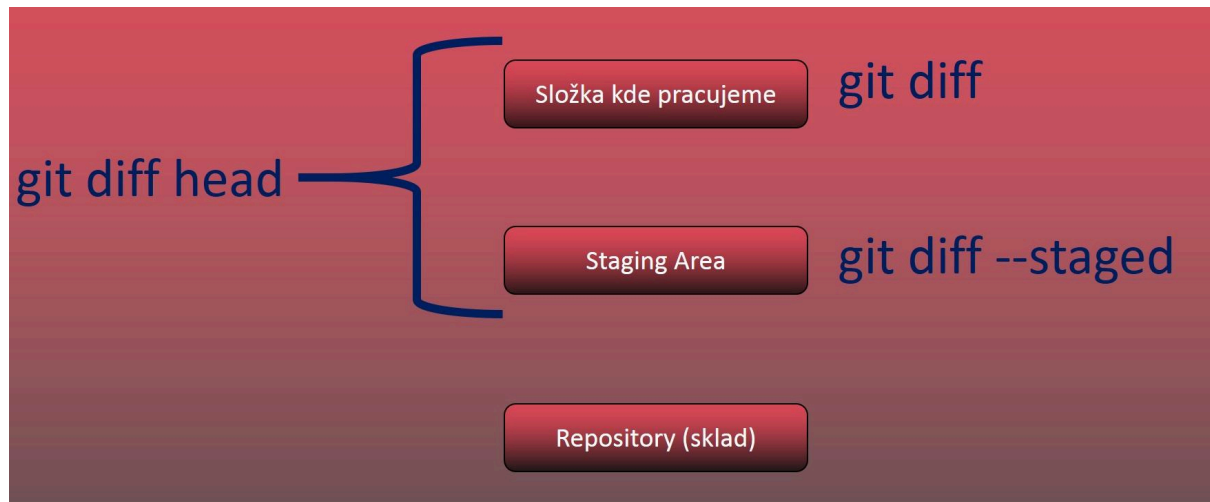 Složka kde pracujeme
git diff
git diff head
Staging Area
git diff --staged
Repository (sklad)